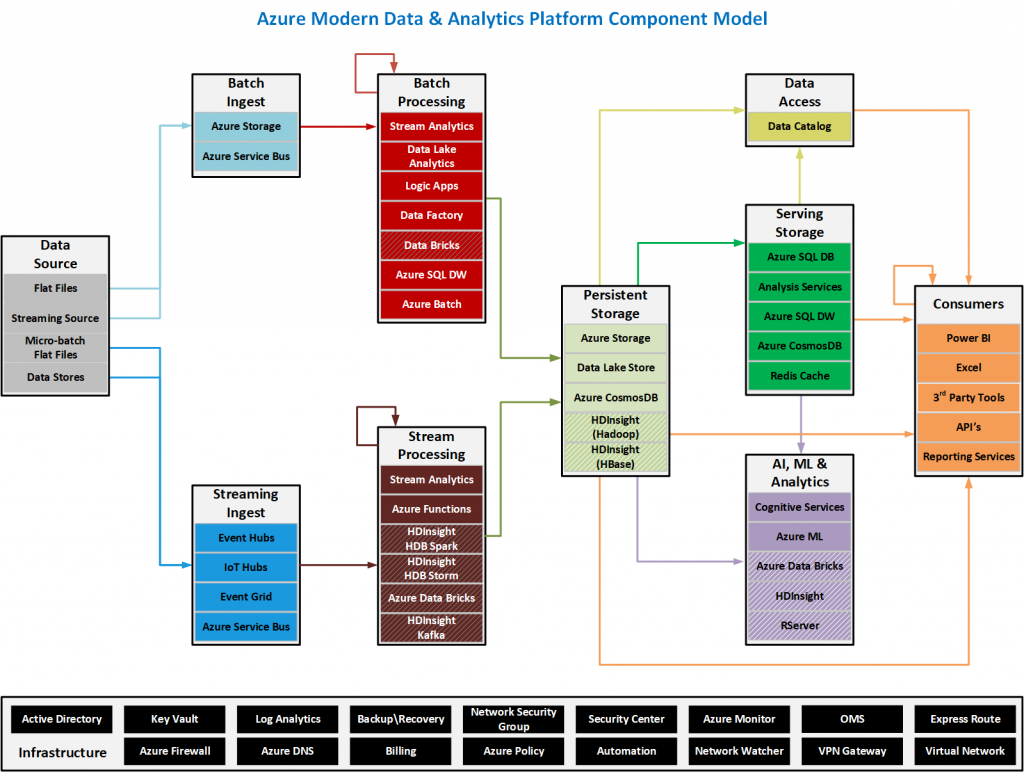 Azure Modern Data & Analytics Platform Component Model
Data
Source
Flat Files
Streaming Source
Micro-batch
Flat Files
Data Stores
Batch
Ingest
Azure Storage
Azure Service Bus
Streaming
Ingest
Event Hubs
IoT Hubs
Event Grid
Azure Service Bus
Batch
Processing
Stream Analytics
Data Lake
Analytics
Logic Apps
Data Factory
Data Bricks
Azure SQL DW
Azure Batch
Stream
Processing
Stream Analytics
Azure Functions
HDInsight
HDB Spark
HDInsight
HDB Storm
Azure Data Bricks
HDInsight
Kafka
Persistent
Storage
Azure Storage
Data Lake Store
Azure CosmosDB
HDInsight
(Hadoop)
HDInsight
(HBase)
Data
Access
Data Catalog
Serving
Storage
Azure SQL DB
Analysis Services
Azure SQL DW
Azure CosmosDB
Redis Cache
AI, ML &
Analytics
Cognitive Services
Azure ML
Azure Data Bricks
HDInsight
RServer
Consumers
Power BI
Excel
3rd Party Tools
API's
Reporting Services
Active Directory
Key Vault
Log Analytics
Backup\Recovery
Network Security
Group
Security Center
Azure Monitor
OMS
Express Route
Infrastructure
Azure Firewall
Azure DNS
Billing
Azure Policy
Automation
Network Watcher
VPN Gateway
Virtual Network